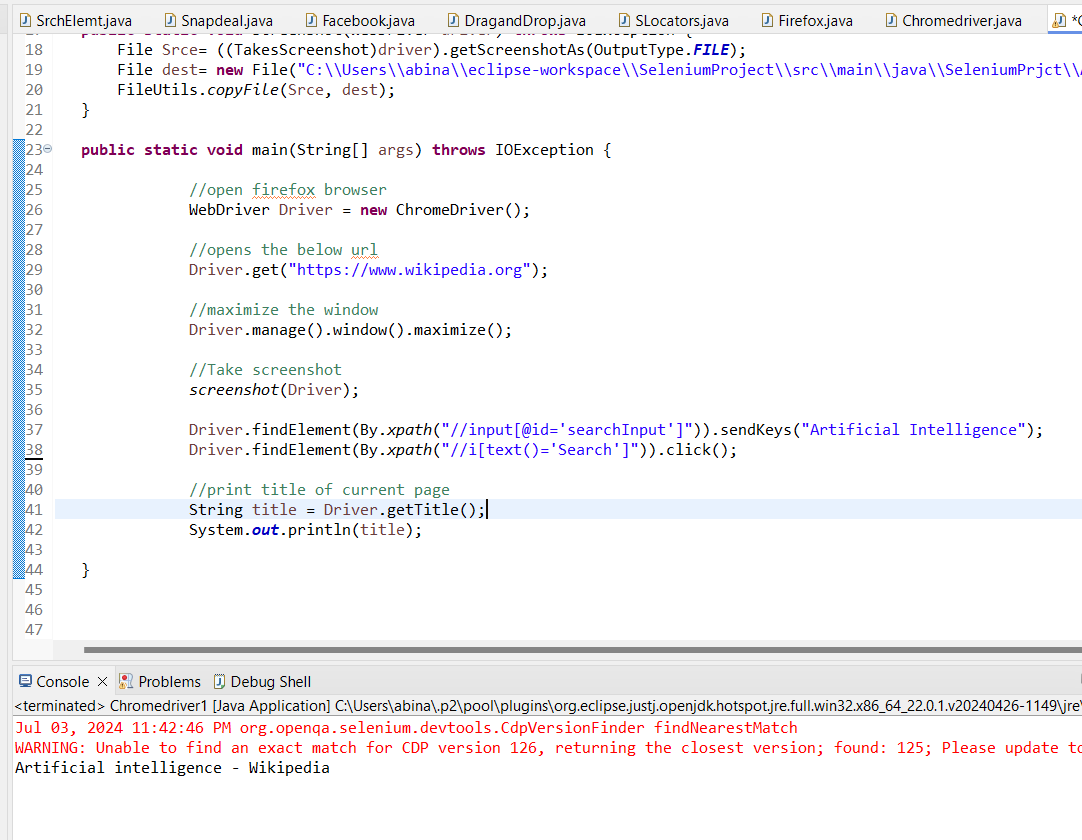 SrchElemt.java Snapdeal.java Facebook.java DragandDrop.java SLocators.java Firefox.java Chromedriver.java
18 File Srce= ((TakesScreenshot)driver).getScreenshotAs(OutputType.FILE);
19 File dest= new File("C:\\Users\\abina\\eclipse-workspace\\SeleniumProject\\src\\main\\java\\SeleniumPrjct\\
20 FileUtils.copyFile(Srce, dest);
21 }
22
23 public static void main(String[] args) throws IOException {
24
25 //open firefox browser
26 WebDriver Driver = new ChromeDriver();
27
28 //opens the below url
29 Driver.get("https://www.wikipedia.org");
30
31 //maximize the window
32 Driver.manage().window().maximize();
33
34 //Take screenshot
35 screenshot(Driver);
36
37 Driver.findElement(By.xpath("//input[@id='searchInput']")).sendKeys("Artificial Intelligence");
38 Driver.findElement(By.xpath("//i[text()='Search']")).click();
39
40 //print title of current page
41 String title = Driver.getTitle();
42 System.out.println(title);
43
44 }
45
46
47
Console Problems Debug Shell
<terminated> Chromedriver1 [Java Application] C:\Users\abina\.p2\pool\plugins\org.eclipse.justj.openjdk.hotspot.jre.full.win32.x86_64_22.0.1.v20240426-1149\jre\
Jul 03, 2024 11:42:46 PM org.openqa.selenium.devtools.CdpVersionFinder findNearestMatch
WARNING: Unable to find an exact match for CDP version 126, returning the closest version; found: 125; Please update to
Artificial intelligence - Wikipedia